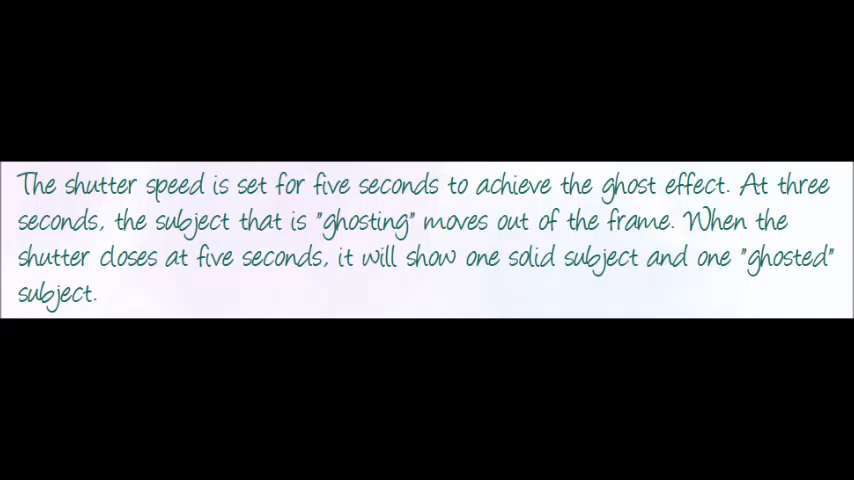 The shutter speed is set for five seconds to achieve the ghost effect. At three
seconds, the subject that is "ghosting" moves out of the frame. When the
shutter closes at five seconds, it will show one solid subject and one "ghosted"
subject.